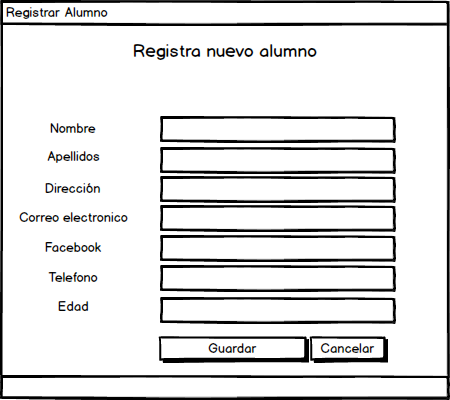 Registrar Alumno
Registra nuevo alumno
Nombre
Apellidos
Dirección
Correo electronico
Facebook
Telefono
Edad
Guardar Cancelar